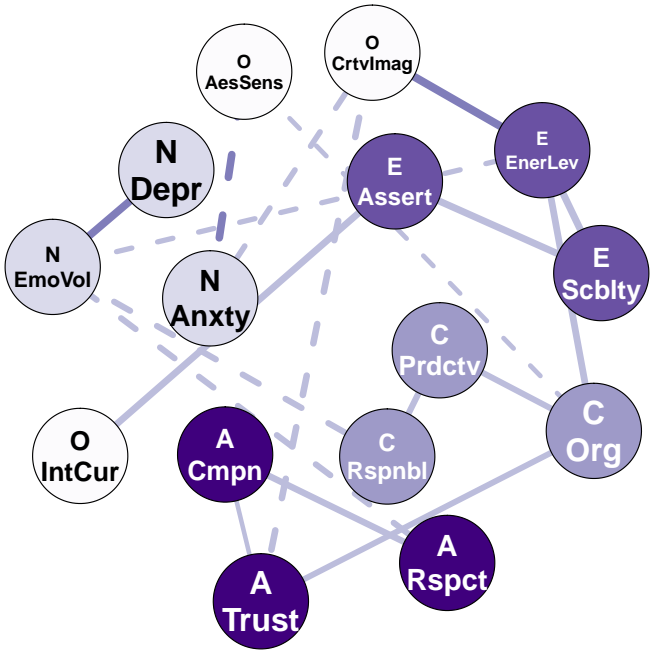 O
CrtvImag
O
AesSens
E
EnerLev
N
Depr
E
Assert
N
EmoVol
E
Scblty
N
Anxty
C
Prdctv
C
Org
O
IntCur
A
Cmpn
C
Rspnbl
A
Rspct
A
Trust